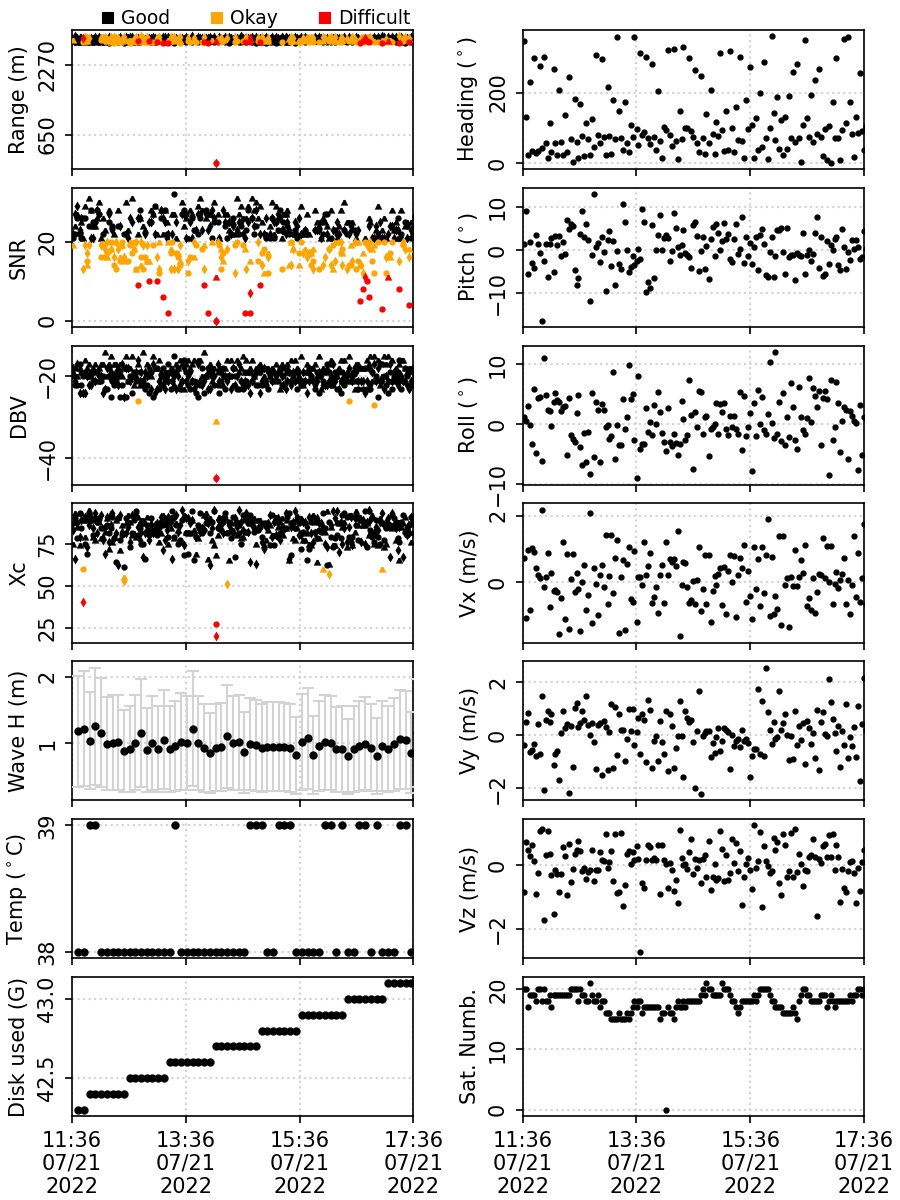 Good Okay Difficult
Range (m)
2270
650
Heading (°)
200
0
SNR
20
0
Pitch (°)
10
0
−10
DBV
−20
−40
Roll (°)
10
0
−10
Xc
75
50
25
Vx (m/s)
2
0
Wave H (m)
2
1
Vy (m/s)
2
0
−2
Temp (°C)
39
38
Vz (m/s)
0
−2
Disk used (G)
43.0
42.5
Sat. Numb.
20
10
0
11:36 13:36 15:36 17:36
07/21 07/21 07/21 07/21
2022 2022 2022 2022
11:36 13:36 15:36 17:36
07/21 07/21 07/21 07/21
2022 2022 2022 2022